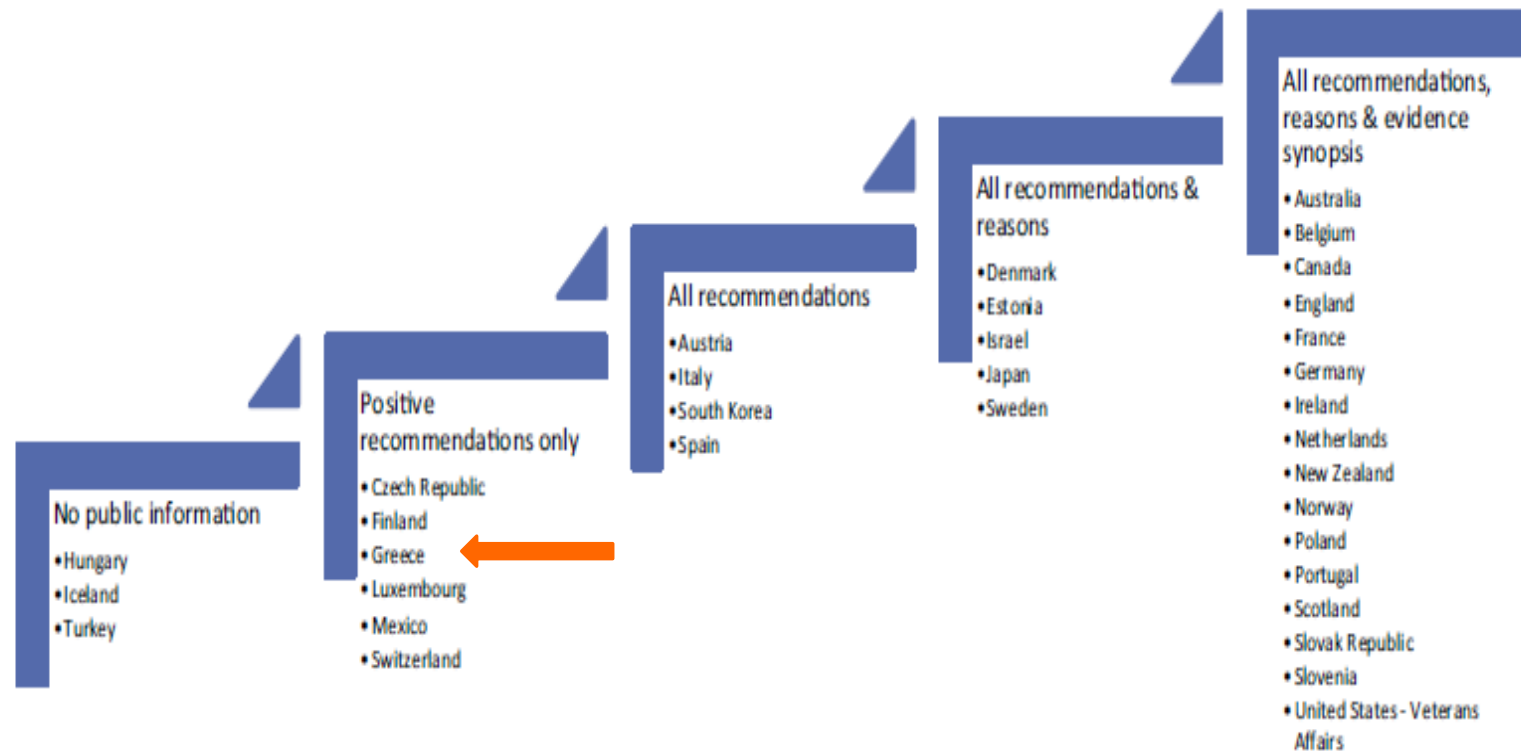 No public information
•Hungary
•Iceland
•Turkey
Positive
recommendations only
• Czech Republic
• Finland
• Greece
• Luxembourg
• Mexico
• Switzerland
All recommendations
•Austria
•Italy
•South Korea
•Spain
All recommendations &
reasons
•Denmark
•Estonia
•Israel
•Japan
•Sweden
All recommendations,
reasons & evidence
synopsis
• Australia
• Belgium
• Canada
• England
• France
• Germany
• Ireland
• Netherlands
• New Zealand
• Norway
• Poland
• Portugal
• Scotland
• Slovak Republic
• Slovenia
• United States - Veterans
Affairs